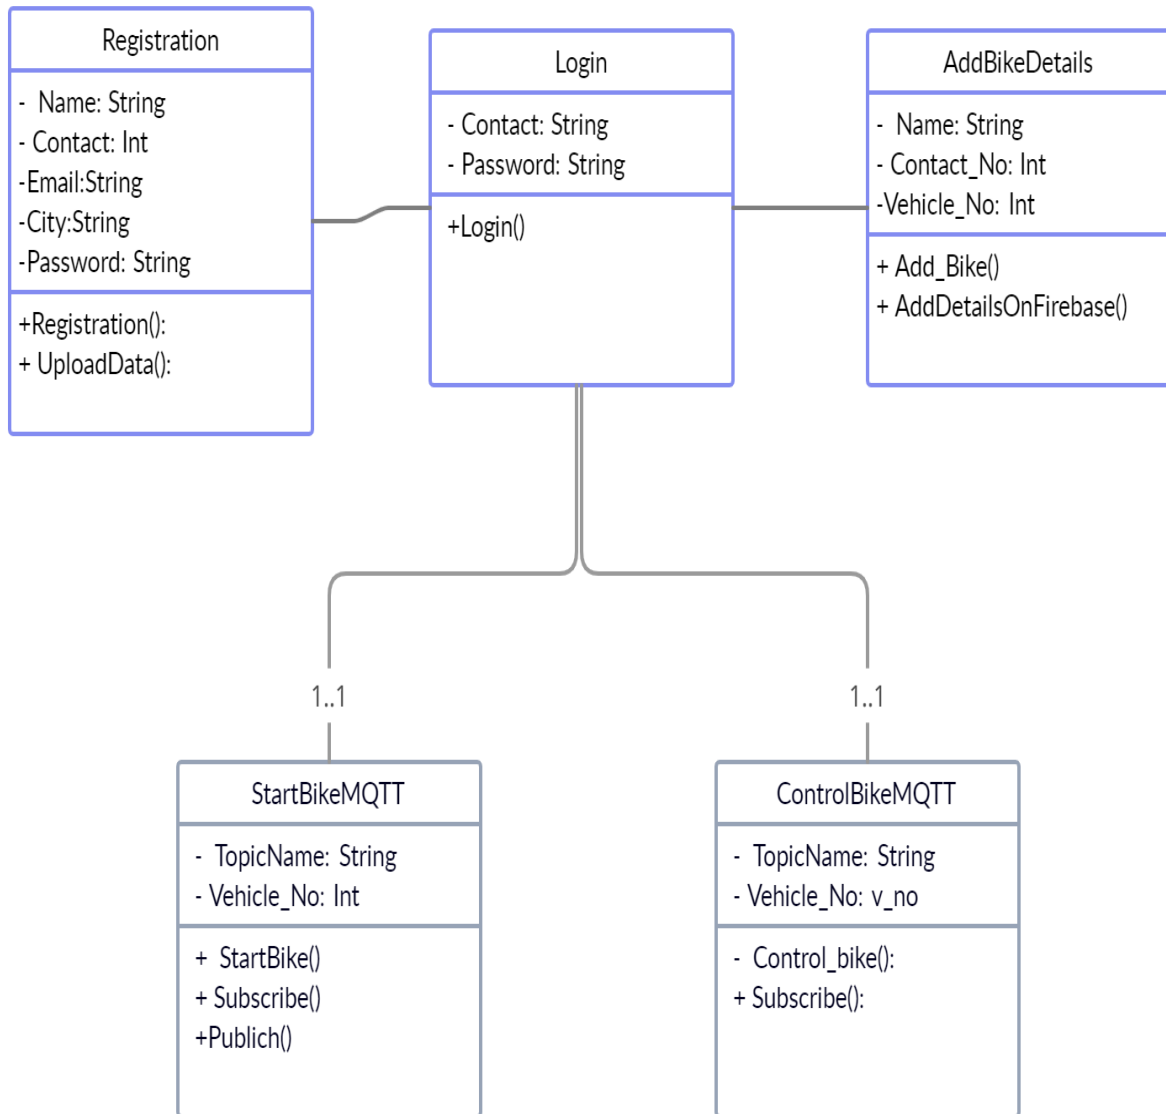 Registration
- Name: String
- Contact: Int
-Email:String
-City:String
-Password: String
+Registration():
+ UploadData():
Login
- Contact: String
- Password: String
+Login()
AddBikeDetails
- Name: String
- Contact_No: Int
-Vehicle_No: Int
+ Add_Bike()
+ AddDetailsOnFirebase()
1..1
1..1
StartBikeMQTT
- TopicName: String
- Vehicle_No: Int
+ StartBike()
+ Subscribe()
+Publich()
ControlBikeMQTT
- TopicName: String
- Vehicle_No: v_no
- Control_bike():
+ Subscribe():